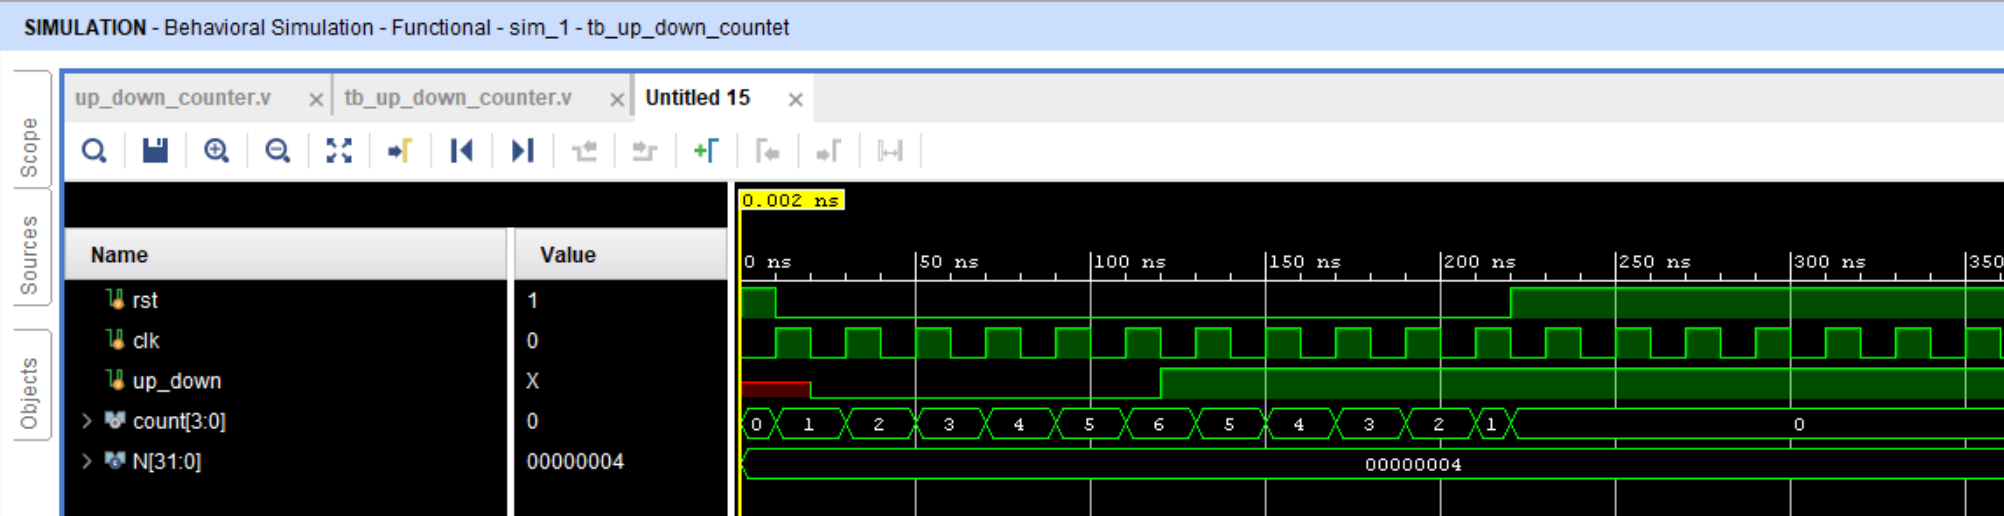 SIMULATION - Behavioral Simulation - Functional - sim_1 - tb_up_down_countet
Scope
Sources
Objects
up_down_counter.v
tb_up_down_counter.v
Untitled 15
0.002 ns
Name Value
0 ns 50 ns 100 ns 150 ns 200 ns 250 ns 300 ns 350
rst 1
clk 0
up_down X
count[3:0] 0 0 1 2 3 4 5 6 5 4 3 2 1 0
N[31:0] 00000004 00000004